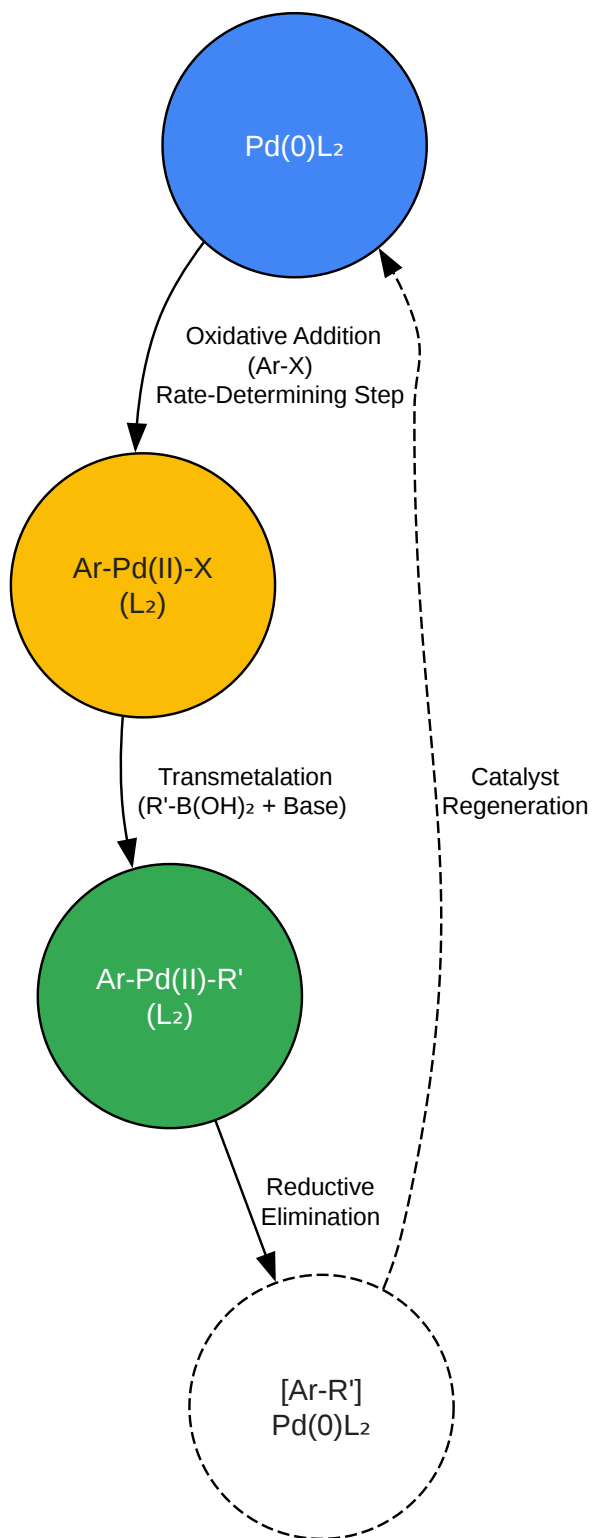 Pd(0)L₂
Oxidative Addition
(Ar-X)
Rate-Determining Step
Ar-Pd(II)-X
(L₂)
Transmetalation
(R'-B(OH)₂ + Base)
Catalyst
Regeneration
Ar-Pd(II)-R'
(L₂)
Reductive
Elimination
[Ar-R']
Pd(0)L₂